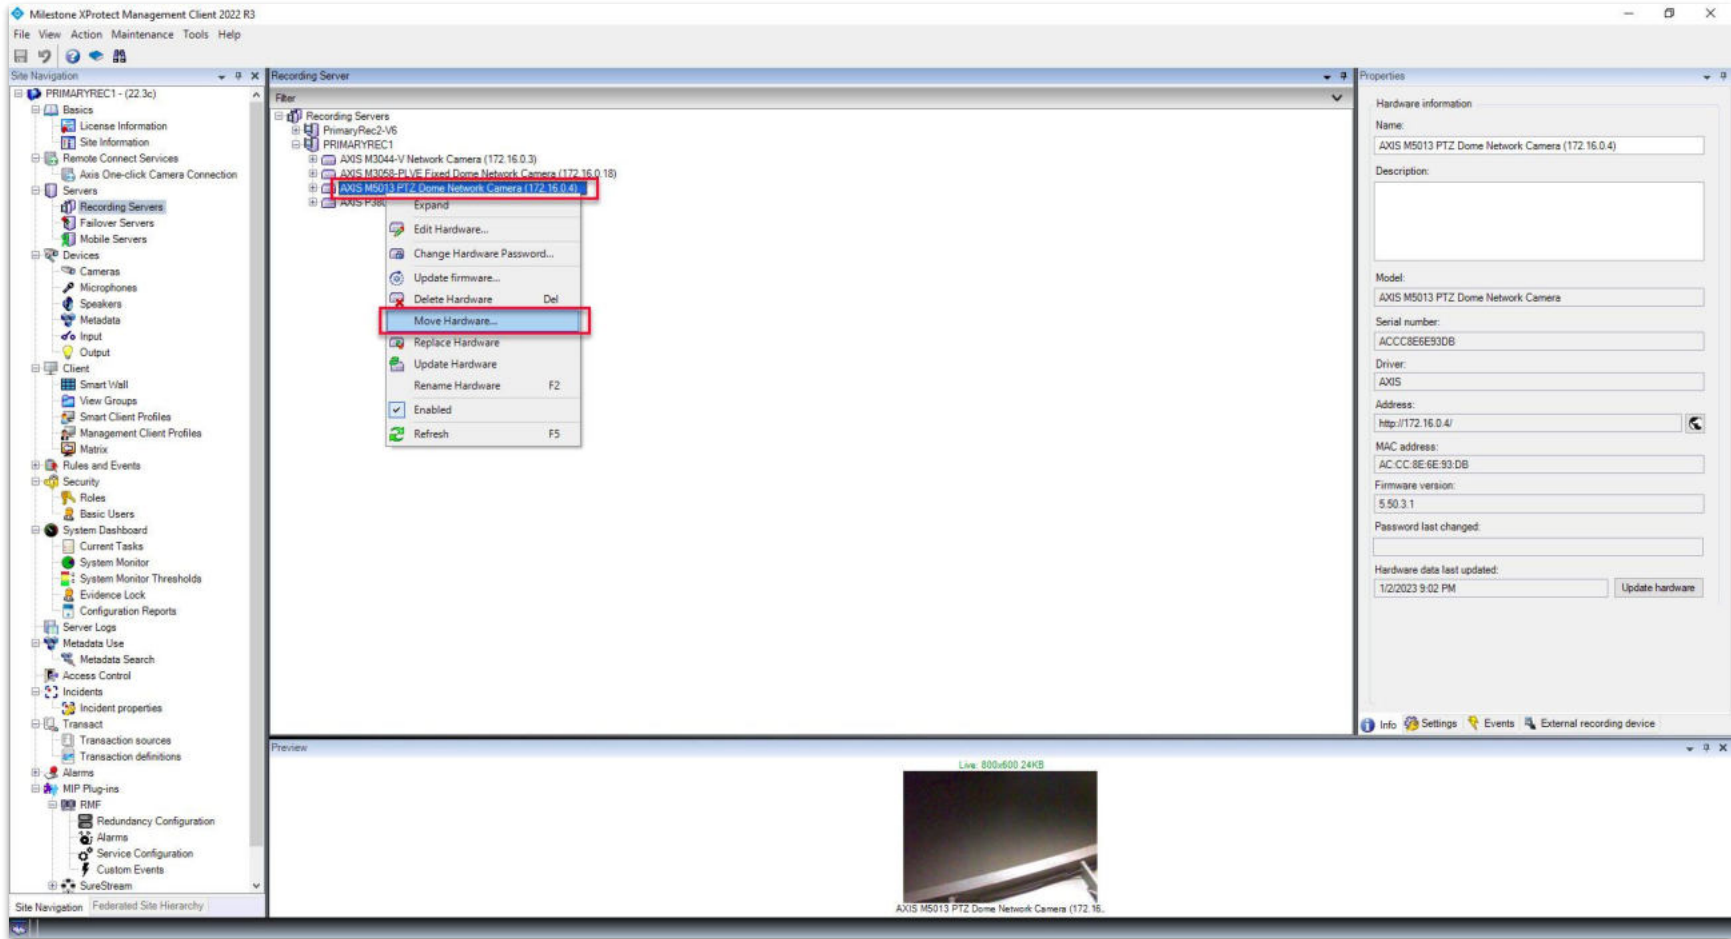 Milestone XProtect Management Client 2022 R3
File View Action Maintenance Tools Help
Site Navigation
PRIMARYREC1 - (22.3c)
Basics
License Information
Site Information
Remote Connect Services
Axis One-click Camera Connection
Servers
Recording Servers
Failover Servers
Mobile Servers
Devices
Cameras
Microphones
Speakers
Metadata
Input
Output
Client
Smart Wall
View Groups
Smart Client Profiles
Management Client Profiles
Matrix
Rules and Events
Security
Roles
Basic Users
System Dashboard
Current Tasks
System Monitor
System Monitor Thresholds
Evidence Lock
Configuration Reports
Server Logs
Metadata Use
Metadata Search
Access Control
Incidents
Incident properties
Transact
Transaction sources
Transaction definitions
Alarms
MIP Plug-ins
RMF
Redundancy Configuration
Alarms
Service Configuration
Custom Events
SureStream
Site Navigation Federated Site Hierarchy
Recording Server
Filter
Recording Servers
PrimaryRec2-V6
PRIMARYREC1
AXIS M3044-V Network Camera (172.16.0.3)
AXIS M3058-PLVE Fixed Dome Network Camera (172.16.0.18)
AXIS M5013 PTZ Dome Network Camera (172.16.0.4)
AXIS
Expand
Edit Hardware...
Change Hardware Password...
Update firmware...
Delete Hardware Del
Move Hardware...
Replace Hardware
Update Hardware
Rename Hardware F2
Enabled
Refresh F5
Preview
Live: 800x600 24KB
AXIS M5013 PTZ Dome Network Camera (172.16..
Properties
Hardware information
Name:
AXIS M5013 PTZ Dome Network Camera (172.16.0.4)
Description:
Model:
AXIS M5013 PTZ Dome Network Camera
Serial number:
ACCC8E6E93DB
Driver:
AXIS
Address:
http://172.16.0.4/
MAC address:
AC:CC:8E:6E:93:DB
Firmware version:
5.50.3.1
Password last changed:
Hardware data last updated:
1/2/2023 9:02 PM Update hardware
Info Settings Events External recording device